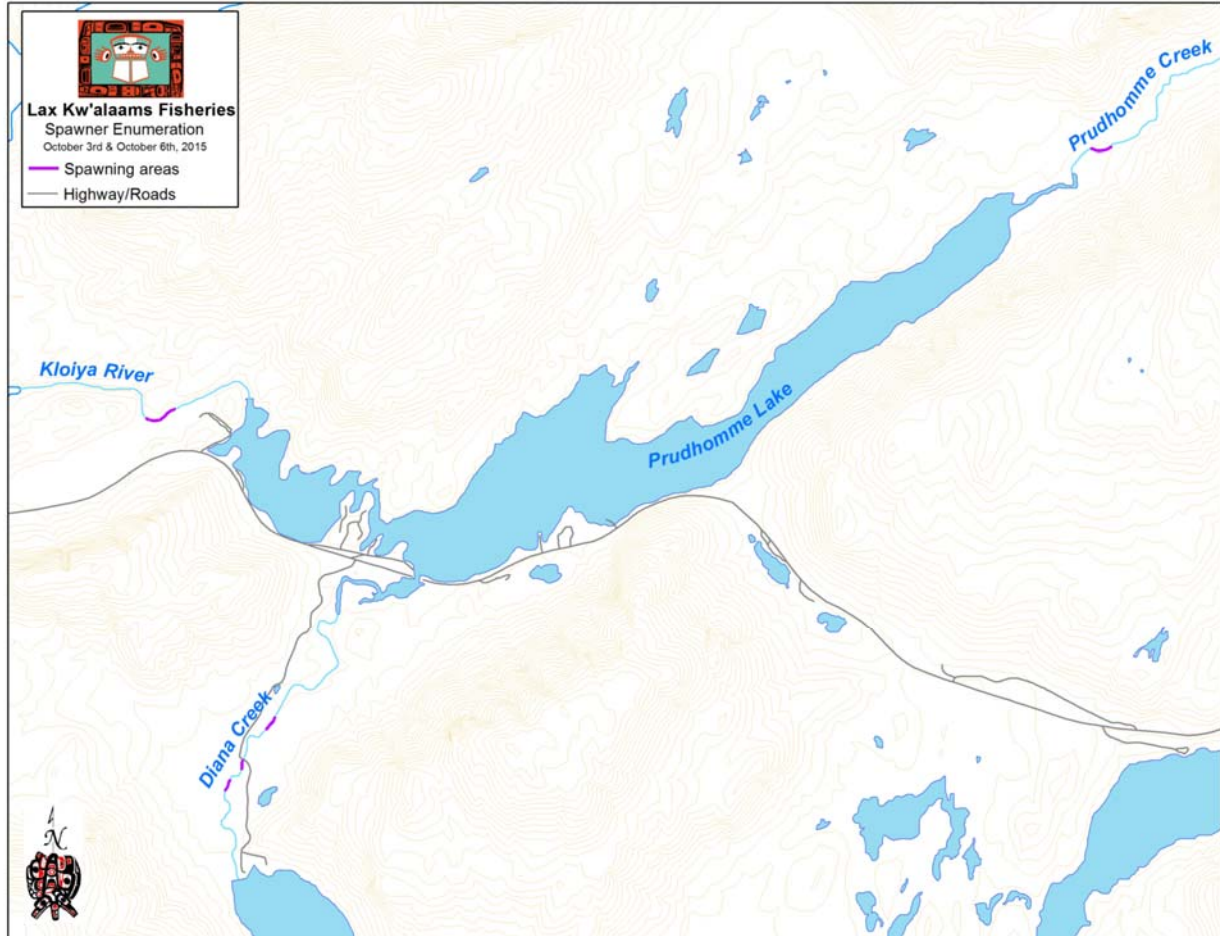 Lax Kw'alaams Fisheries
Spawner Enumeration
October 3rd & October 6th, 2015
Spawning areas
Highway/Roads
Prudhomme Creek
Kloiya River
Prudhomme Lake
Diana Creek
N